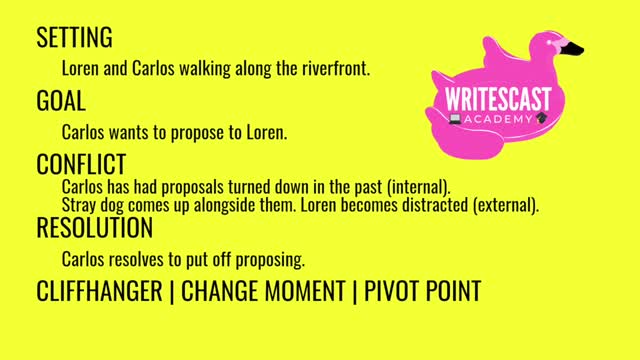 SETTING
Loren and Carlos walking along the riverfront.
GOAL
Carlos wants to propose to Loren.
CONFLICT
Carlos has had proposals turned down in the past (internal).
Stray dog comes up alongside them. Loren becomes distracted (external).
RESOLUTION
Carlos resolves to put off proposing.
CLIFFHANGER | CHANGE MOMENT | PIVOT POINT
WRITESCAST
ACADEMY